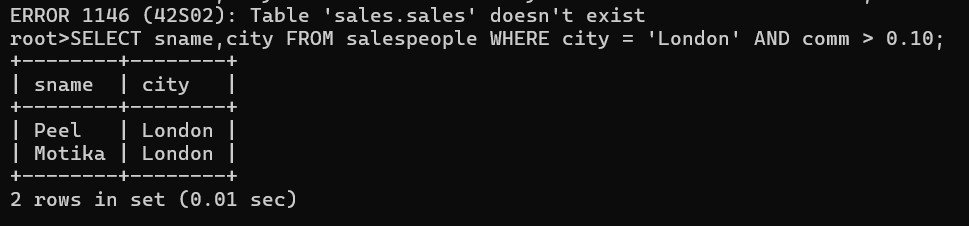 ERROR 1146 (42S02): Table 'sales.sales' doesn't exist
root>SELECT sname,city FROM salespeople WHERE city = 'London' AND comm > 0.10;
+--------+--------+
| sname  | city   |
+--------+--------+
| Peel   | London |
| Motika | London |
+--------+--------+
2 rows in set (0.01 sec)